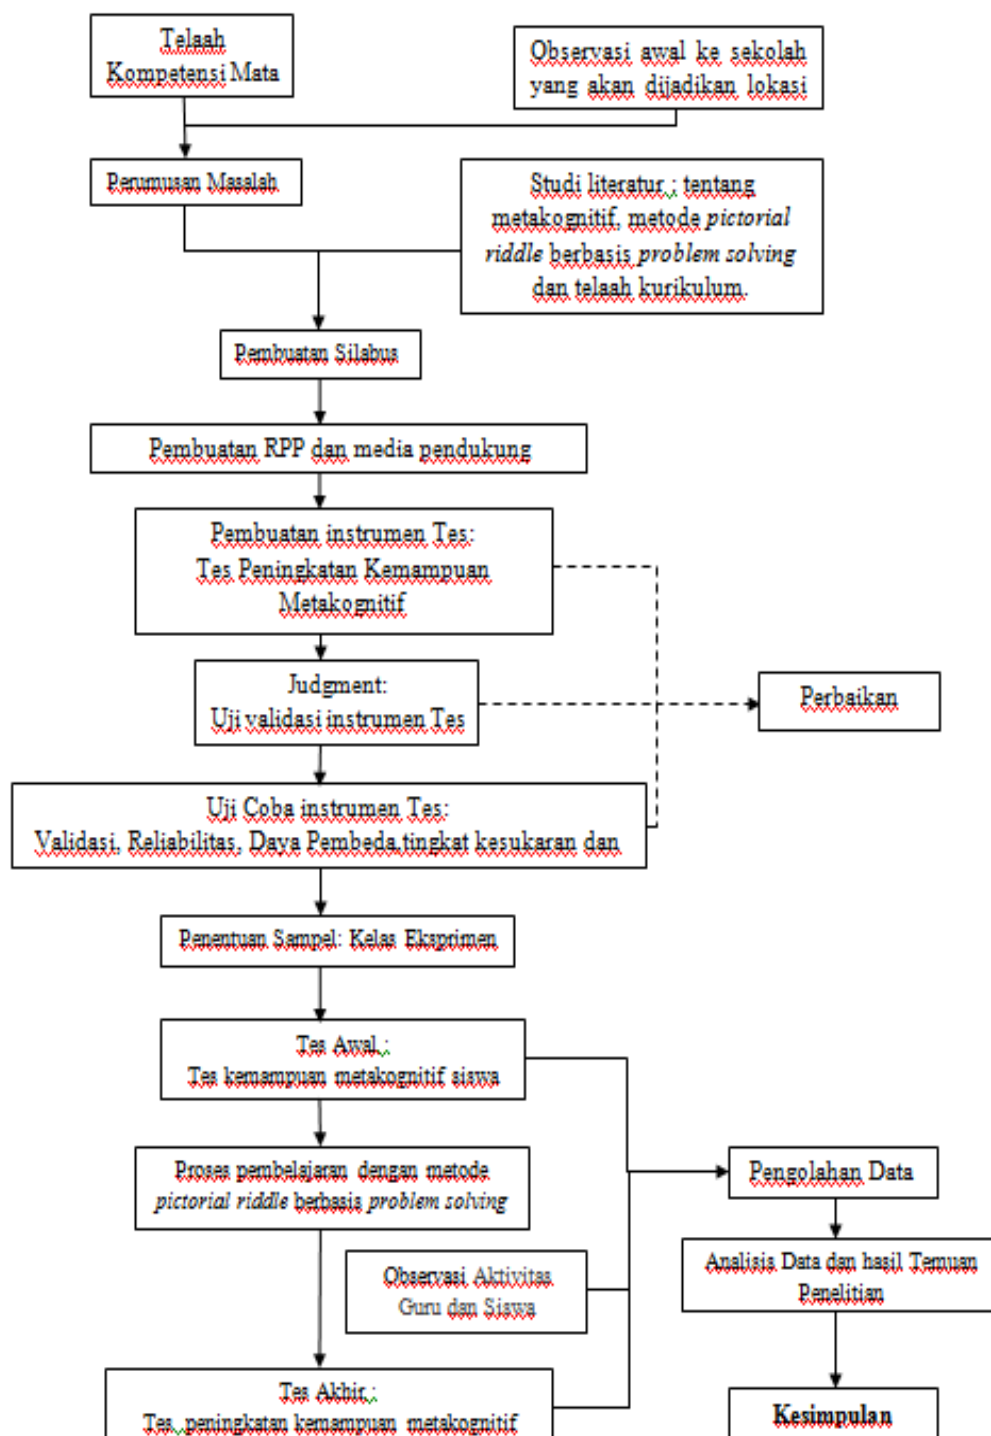 Telaah
Kompetensi Mata
Observasi awal ke sekolah
yang akan dijadikan lokasi
Perumusan Masalah
Studi literatur ; tentang
metakognitif, metode pictorial
riddle berbasis problem solving
dan telaah kurikulum.
Pembuatan Silabus
Pembuatan RPP dan media pendukung
Pembuatan instrumen Tes:
Tes Peningkatan Kemampuan
Metakognitif
Judgment:
Uji validasi instrumen Tes
Perbaikan
Uji Coba instrumen Tes:
Validasi, Reliabilitas, Daya Pembeda,tingkat kesukaran dan
Penentuan Sampel: Kelas Eksprimen
Tes Awal :
Tes kemampuan metakognitif siswa
Proses pembelajaran dengan metode
pictorial riddle berbasis problem solving
Pengolahan Data
Observasi Aktivitas
Guru dan Siswa
Analisis Data dan hasil Temuan
Penelitian
Tes Akhir :
Tes peningkatan kemampuan metakognitif
Kesimpulan